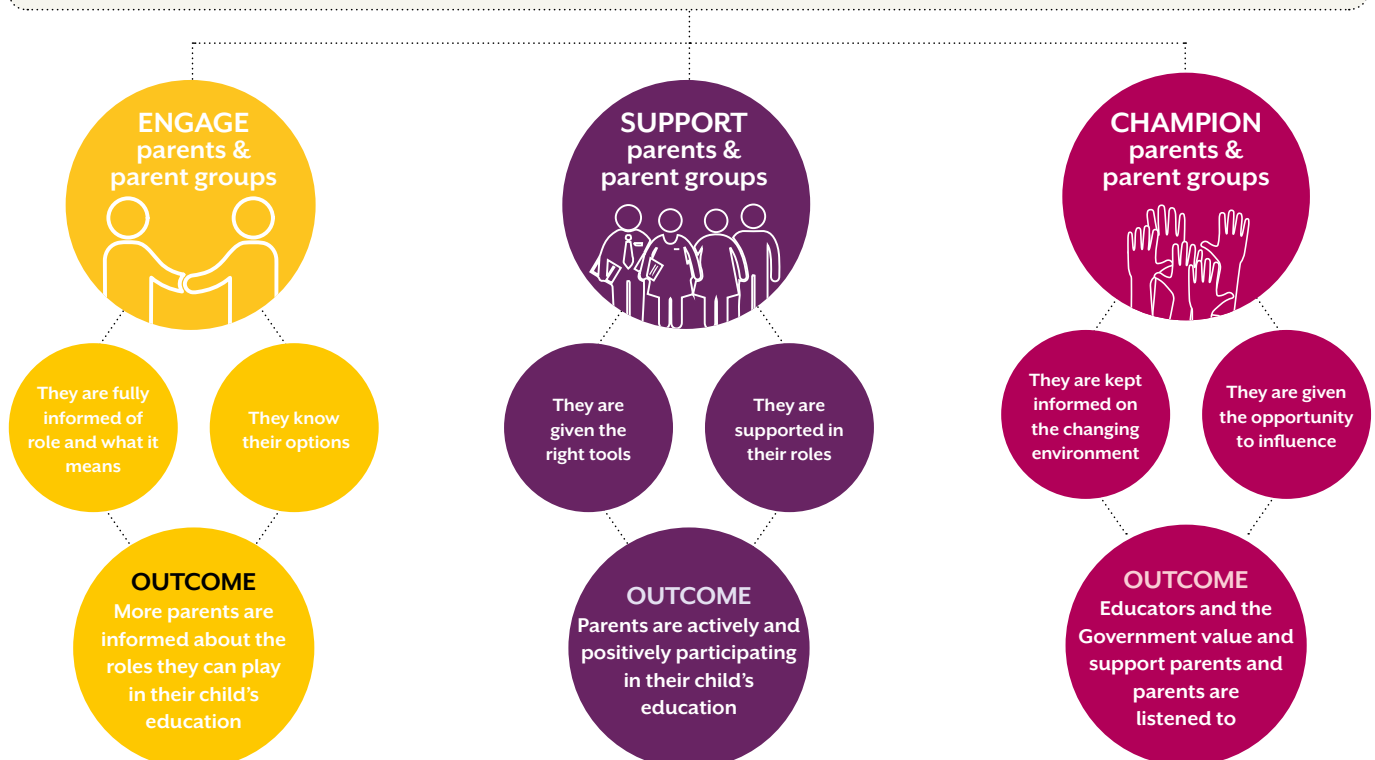 ENGAGE
parents &
parent groups
They are fully
informed of
role and what it
means
They know
their options
OUTCOME
More parents are
informed about the
roles they can play
in their child’s
education
SUPPORT
parents &
parent groups
They are
given the
right tools
They are
supported in
their roles
OUTCOME
Parents are actively and
positively participating
in their child’s
education
CHAMPION
parents &
parent groups
They are kept
informed on
the changing
environment
They are given
the opportunity
to influence
OUTCOME
Educators and the
Government value and
support parents and
parents are
listened to